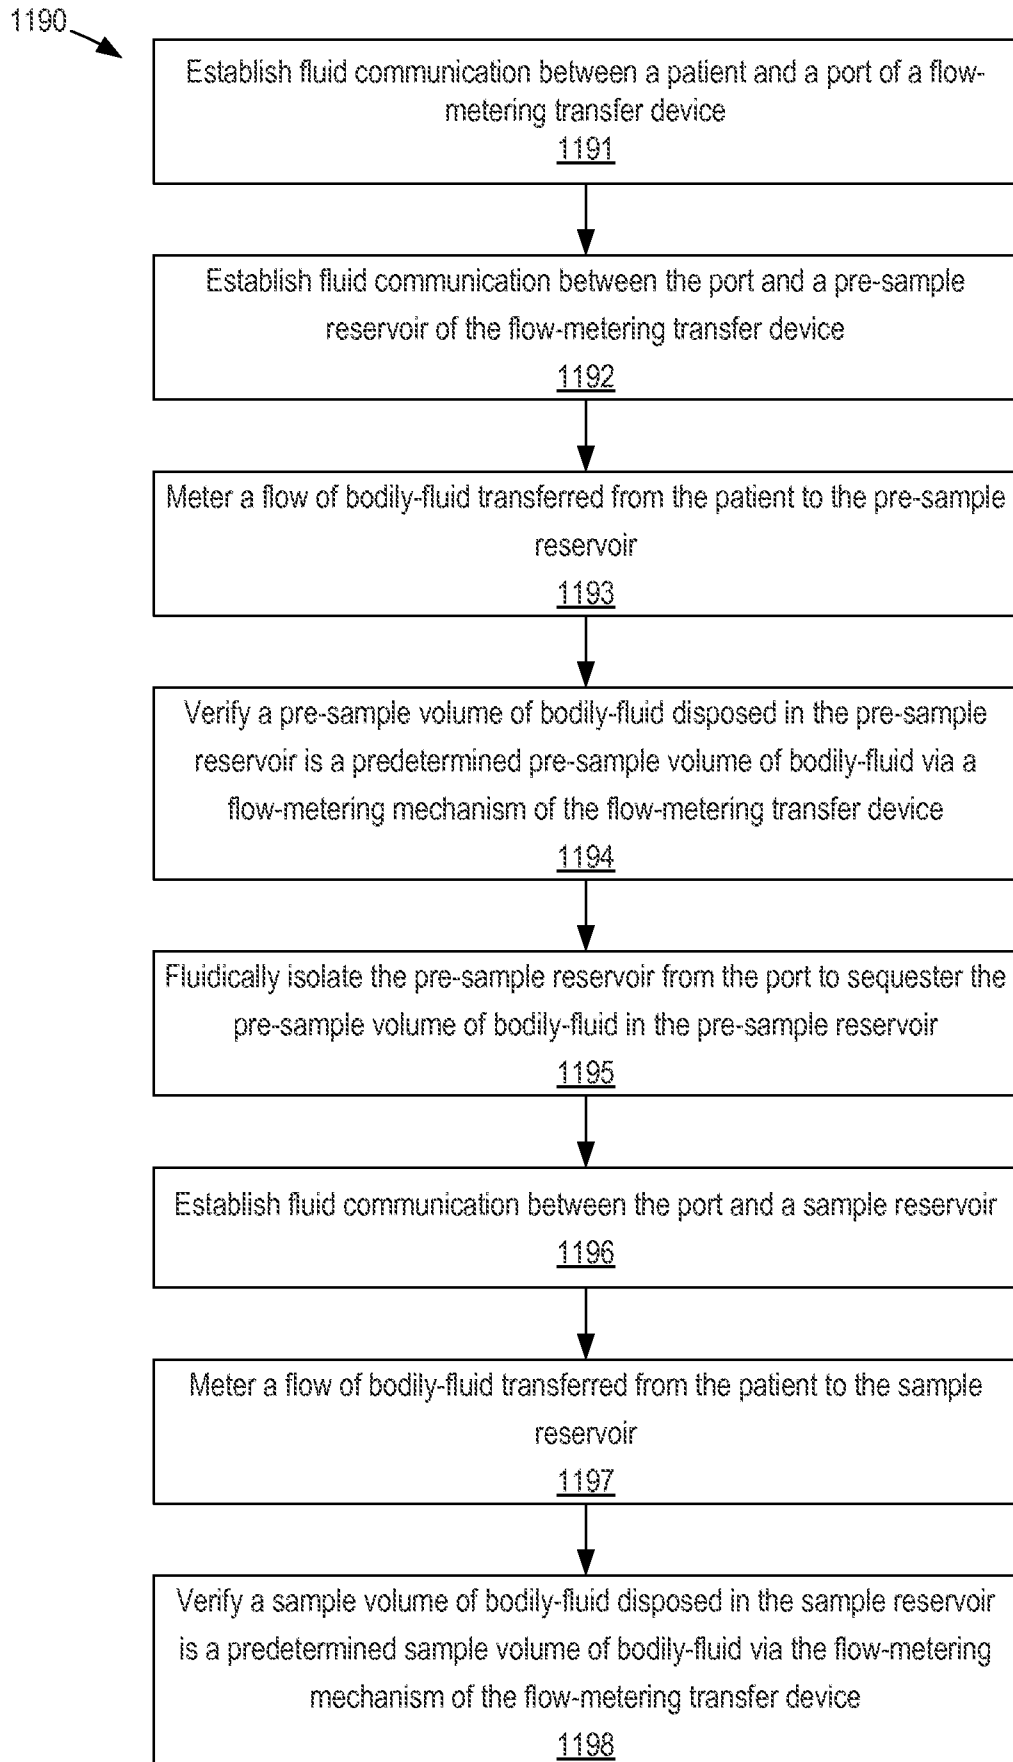 1190
Establish fluid communication between a patient and a port of a flow-
metering transfer device
1191
Establish fluid communication between the port and a pre-sample
reservoir of the flow-metering transfer device
1192
Meter a flow of bodily-fluid transferred from the patient to the pre-sample
reservoir
1193
Verify a pre-sample volume of bodily-fluid disposed in the pre-sample
reservoir is a predetermined pre-sample volume of bodily-fluid via a
flow-metering mechanism of the flow-metering transfer device
1194
Fluidically isolate the pre-sample reservoir from the port to sequester the
pre-sample volume of bodily-fluid in the pre-sample reservoir
1195
Establish fluid communication between the port and a sample reservoir
1196
Meter a flow of bodily-fluid transferred from the patient to the sample
reservoir
1197
Verify a sample volume of bodily-fluid disposed in the sample reservoir
is a predetermined sample volume of bodily-fluid via the flow-metering
mechanism of the flow-metering transfer device
1198